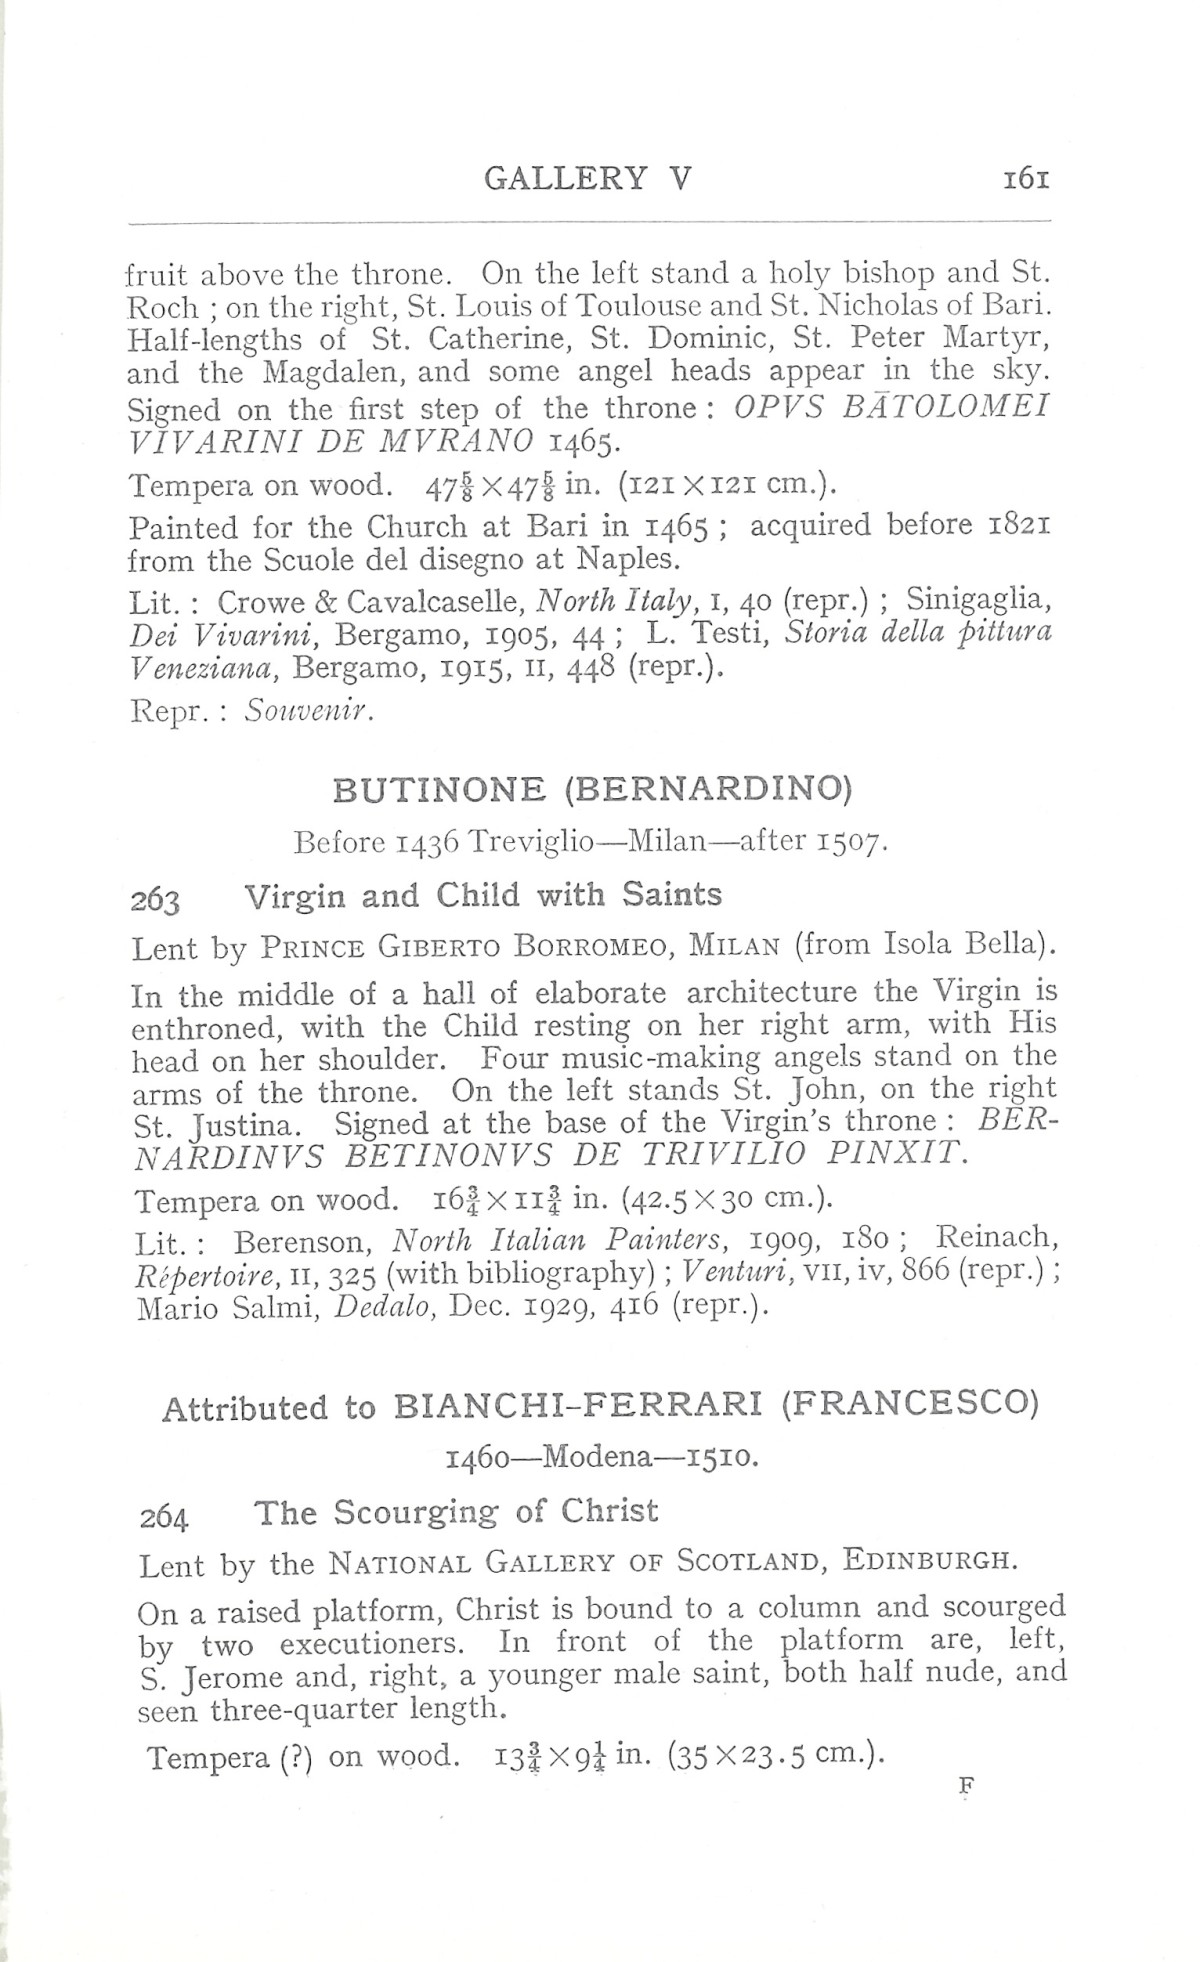 GALLERY V 161
fruit above the throne. On the left stand a holy bishop and St.
Roch ; on the right, St. Louis of Toulouse and St. Nicholas of Bari.
Half-lengths of St. Catherine, St. Dominic, St. Peter Martyr,
and the Magdalen, and some angel heads appear in the sky.
Signed on the first step of the throne : OPVS BĀTOLOMEI
VIVARINI DE MVRANO 1465.
Tempera on wood. 47⅝ × 47⅝ in. (121 × 121 cm.).
Painted for the Church at Bari in 1465 ; acquired before 1821
from the Scuole del disegno at Naples.
Lit. : Crowe & Cavalcaselle, North Italy, I, 40 (repr.) ; Sinigaglia,
Dei Vivarini, Bergamo, 1905, 44 ; L. Testi, Storia della pittura
Veneziana, Bergamo, 1915, II, 448 (repr.).
Repr. : Souvenir.
BUTINONE (BERNARDINO)
Before 1436 Treviglio—Milan—after 1507.
263 Virgin and Child with Saints
Lent by PRINCE GIBERTO BORROMEO, MILAN (from Isola Bella).
In the middle of a hall of elaborate architecture the Virgin is
enthroned, with the Child resting on her right arm, with His
head on her shoulder. Four music-making angels stand on the
arms of the throne. On the left stands St. John, on the right
St. Justina. Signed at the base of the Virgin's throne : BER-
NARDINVS BETINONVS DE TRIVILIO PINXIT.
Tempera on wood. 16¾ × 11¾ in. (42.5 × 30 cm.).
Lit. : Berenson, North Italian Painters, 1909, 180 ; Reinach,
Répertoire, II, 325 (with bibliography) ; Venturi, VII, iv, 866 (repr.) ;
Mario Salmi, Dedalo, Dec. 1929, 416 (repr.).
Attributed to BIANCHI-FERRARI (FRANCESCO)
1460—Modena—1510.
264 The Scourging of Christ
Lent by the NATIONAL GALLERY OF SCOTLAND, EDINBURGH.
On a raised platform, Christ is bound to a column and scourged
by two executioners. In front of the platform are, left,
S. Jerome and, right, a younger male saint, both half nude, and
seen three-quarter length.
Tempera (?) on wood. 13¾ × 9¼ in. (35 × 23.5 cm.).
F